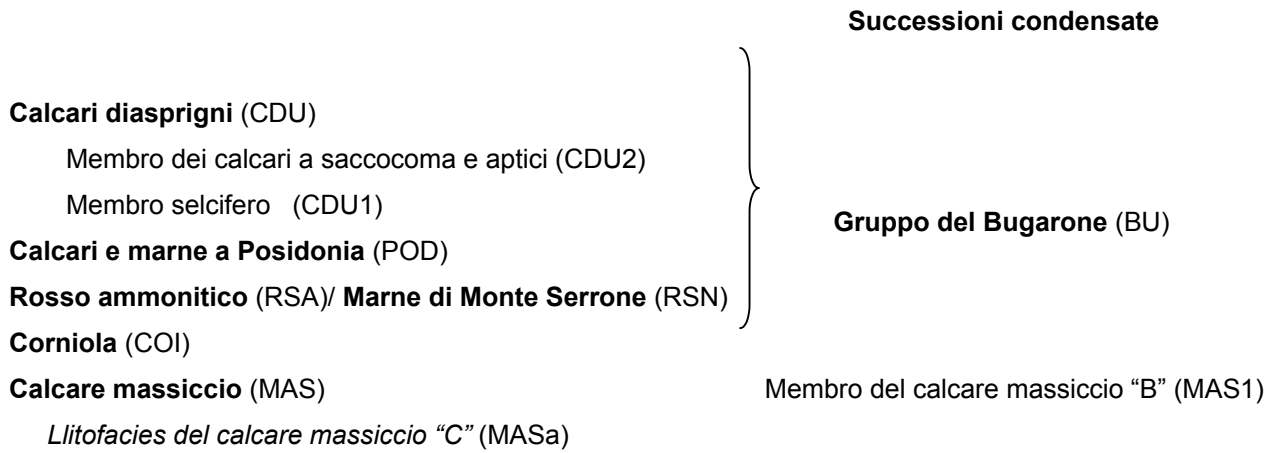 Successioni condensate
Calcari diasprigni (CDU)
Membro dei calcari a saccocoma e aptici (CDU2)
Membro selcifero (CDU1)
Gruppo del Bugarone (BU)
Calcari e marne a Posidonia (POD)
Rosso ammonitico (RSA)/ Marne di Monte Serrone (RSN)
Corniola (COI)
Calcare massiccio (MAS)
Membro del calcare massiccio “B” (MAS1)
Llitofacies del calcare massiccio “C” (MASa)